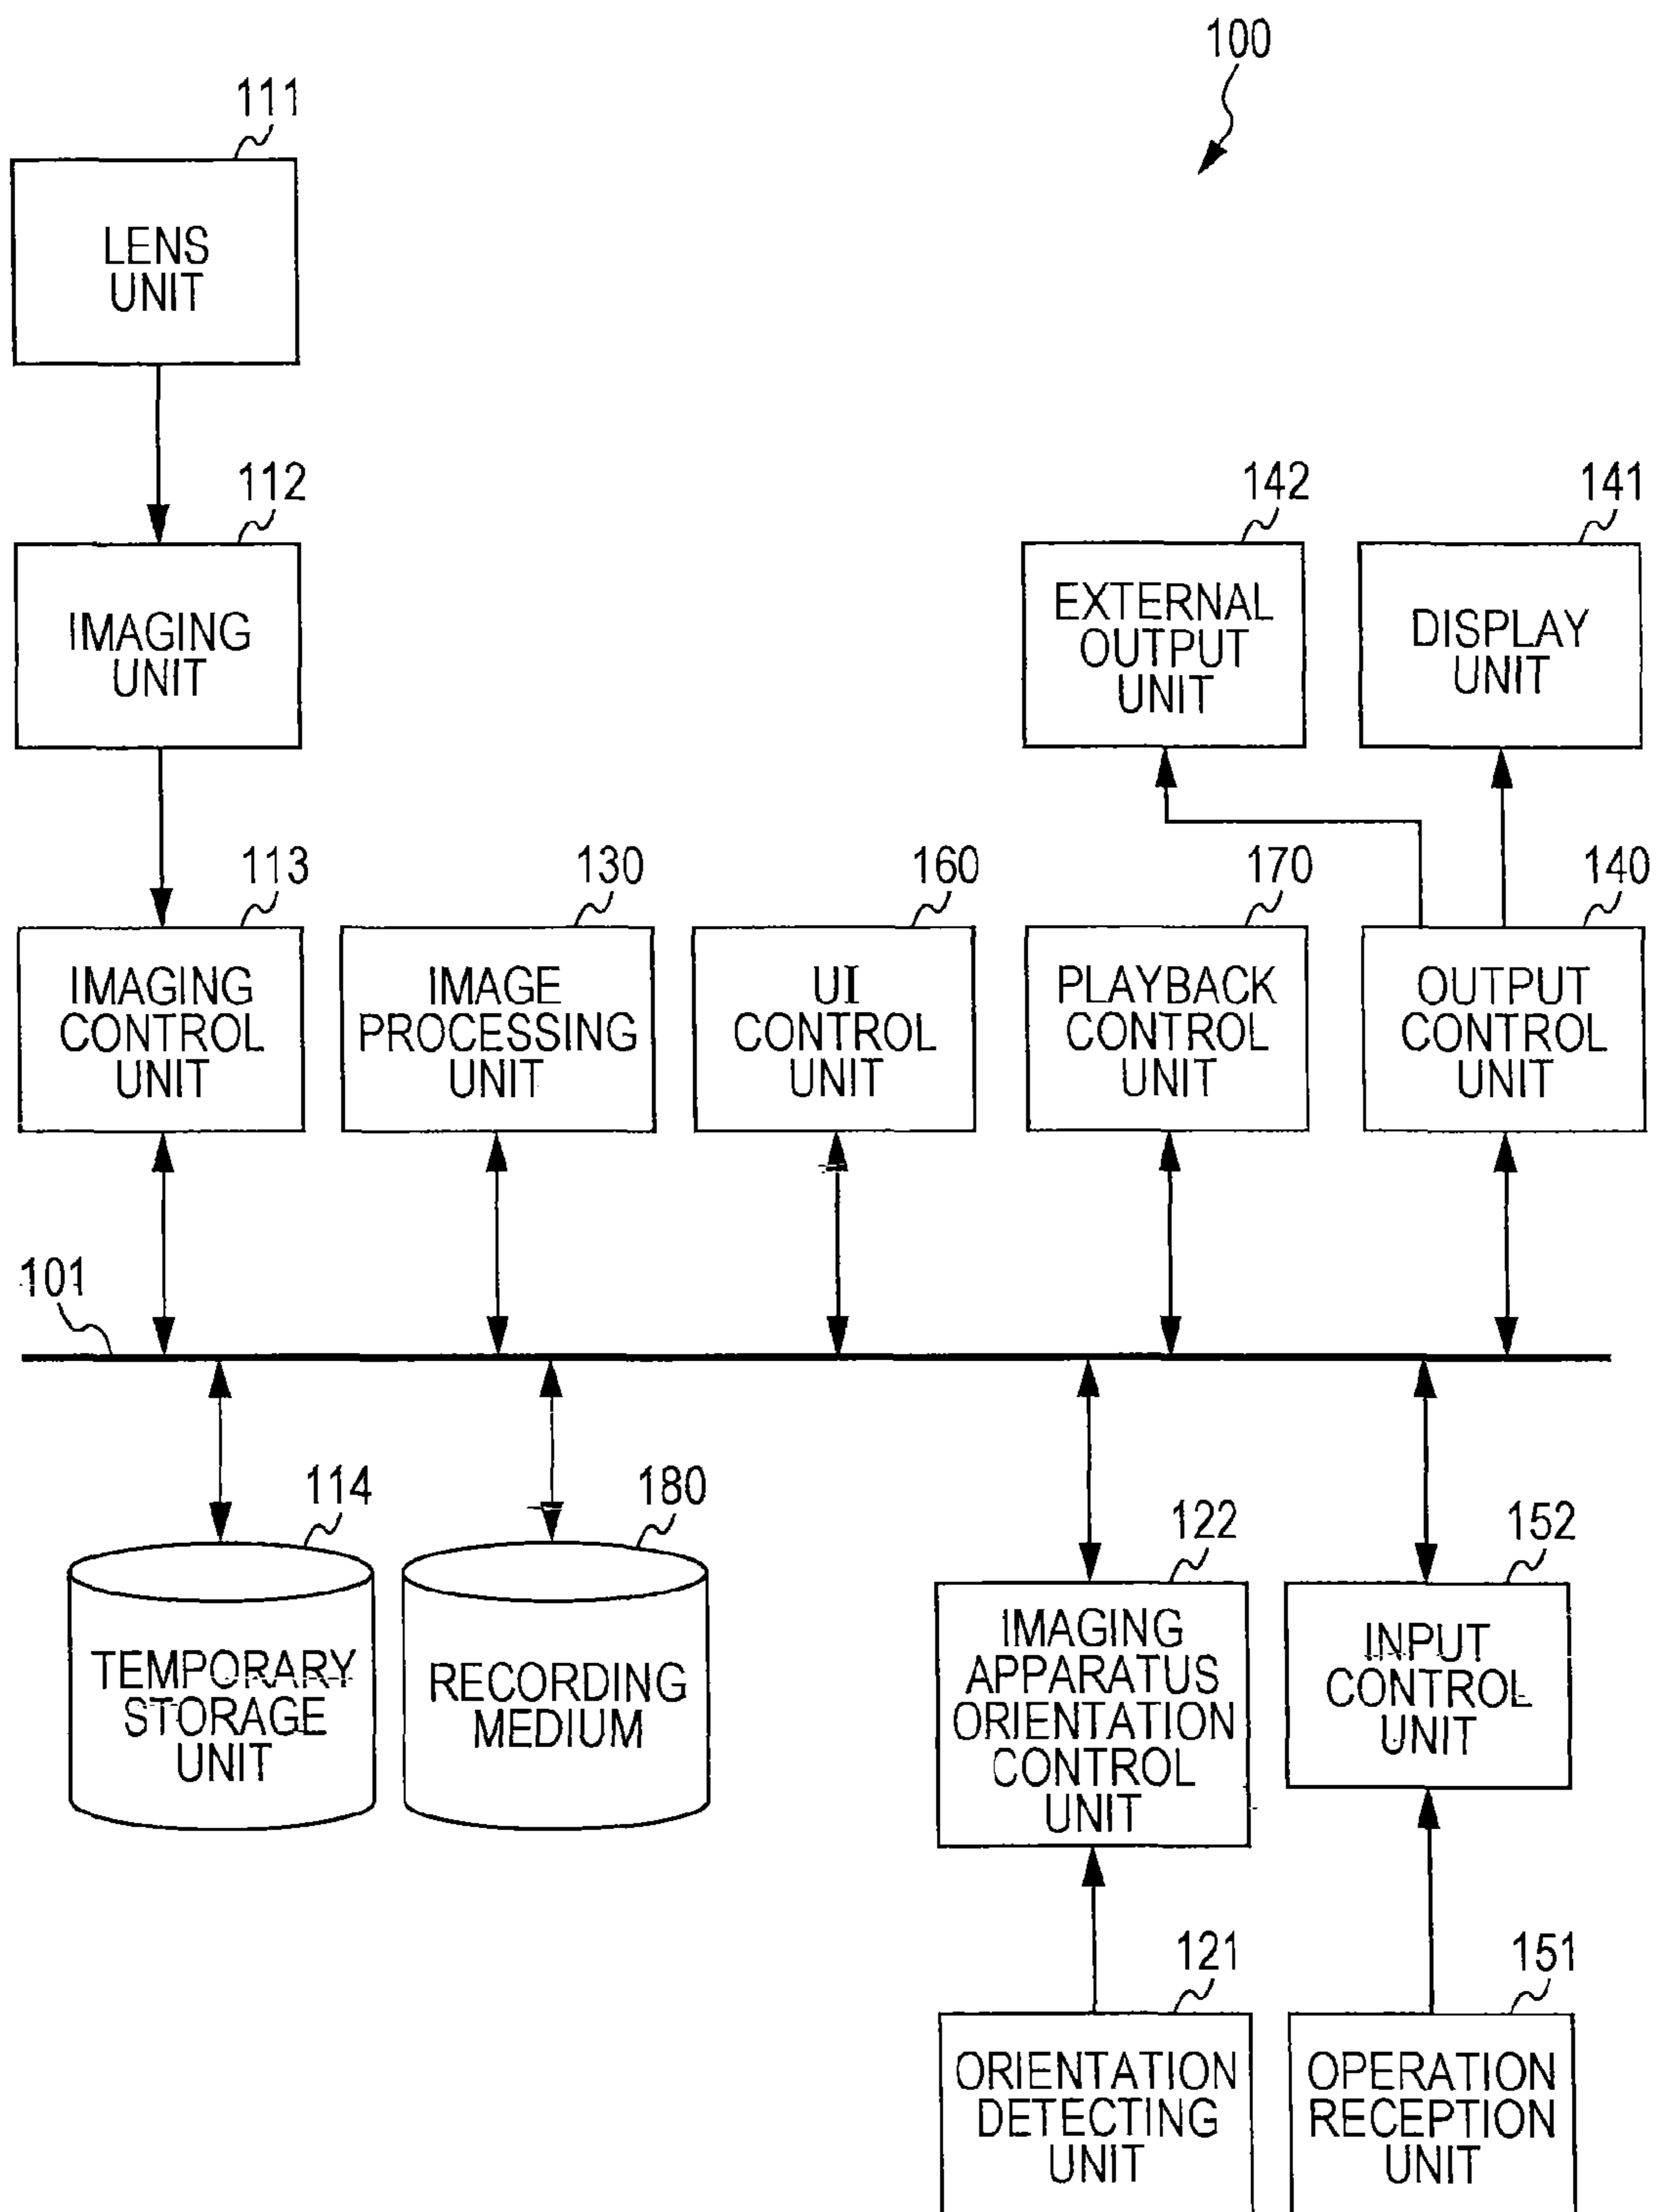 100
111
LENS
UNIT
112
IMAGING
UNIT
142
EXTERNAL
OUTPUT
UNIT
141
DISPLAY
UNIT
113
IMAGING
CONTROL
UNIT
130
IMAGE
PROCESSING
UNIT
160
UI
CONTROL
UNIT
170
PLAYBACK
CONTROL
UNIT
140
OUTPUT
CONTROL
UNIT
101
114
TEMPORARY
STORAGE
UNIT
180
RECORDING
MEDIUM
122
IMAGING
APPARATUS
ORIENTATION
CONTROL
UNIT
152
INPUT
CONTROL
UNIT
121
ORIENTATION
DETECTING
UNIT
151
OPERATION
RECEPTION
UNIT